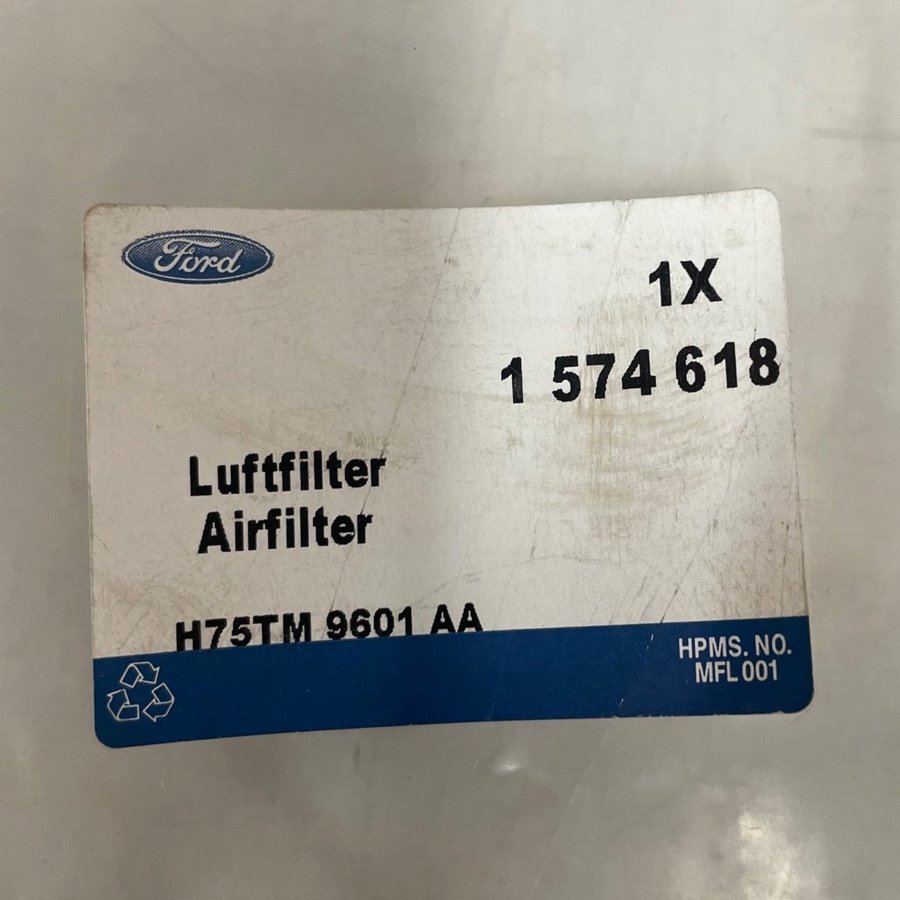 Ford
1X
1 574 618
Luftfilter
Airfilter
H75TM 9601 AA
HPMS. NO.
MFL 001